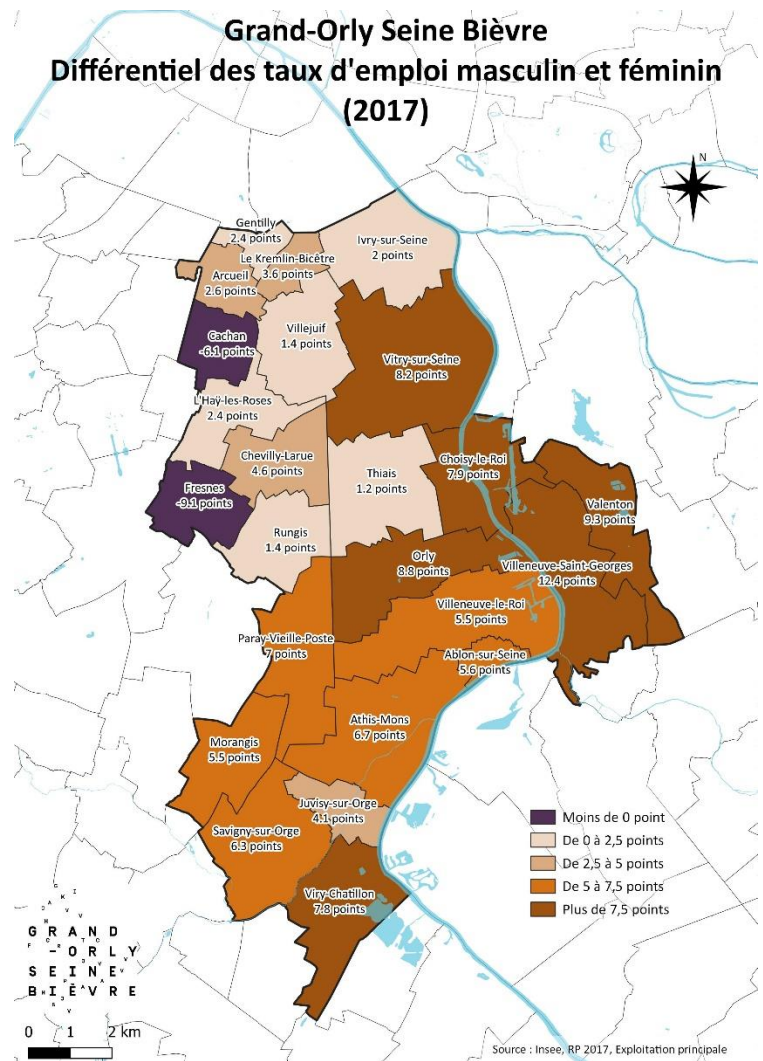 Grand-Orly Seine Bièvre
Différentiel des taux d'emploi masculin et féminin
(2017)
N
Gentilly
2.4 points
Ivry-sur-Seine
2 points
Le Kremlin-Bicêtre
3.6 points
Arcueil
2.6 points
Cachan
-6.1 points
Villejuif
1.4 points
Vitry-sur-Seine
8.2 points
L'Haÿ-les-Roses
2.4 points
Chevilly-Larue
4.6 points
Thiais
1.2 points
Choisy-le-Roi
7.9 points
Fresnes
-9.1 points
Valenton
9.3 points
Rungis
1.4 points
Orly
8.8 points
Villeneuve-Saint-Georges
12.4 points
Villeneuve-le-Roi
5.5 points
Paray-Vieille-Poste
7 points
Ablon-sur-Seine
5.6 points
Athis-Mons
6.7 points
Morangis
5.5 points
Juvisy-sur-Orge
4.1 points
Savigny-sur-Orge
6.3 points
Viry-Chatillon
7.8 points
Moins de 0 point
De 0 à 2,5 points
De 2,5 à 5 points
De 5 à 7,5 points
Plus de 7,5 points
GRAND
-ORLY
SEINE
BIÈVRE
0 1 2 km
Source : Insee, RP 2017, Exploitation principale